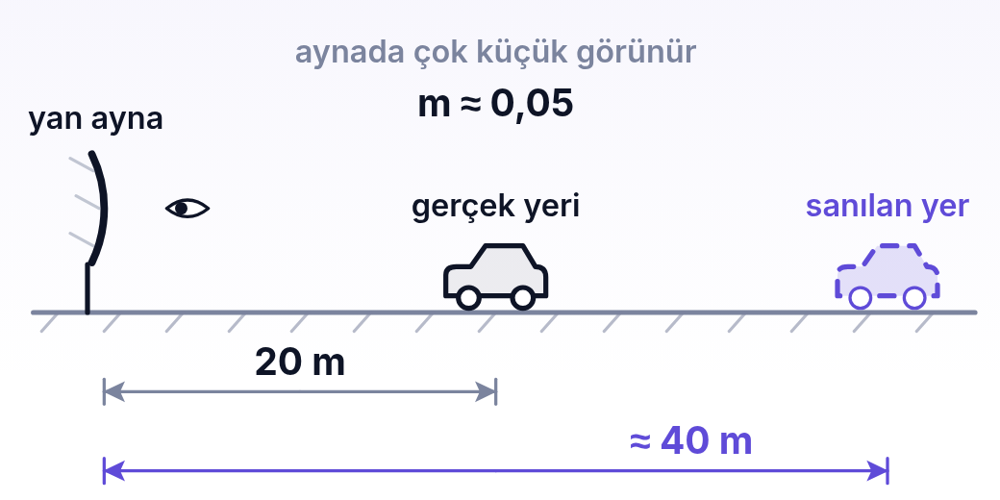 aynada çok küçük görünür
m ≈ 0,05
yan ayna
gerçek yeri
sanılan yer
20 m
≈ 40 m